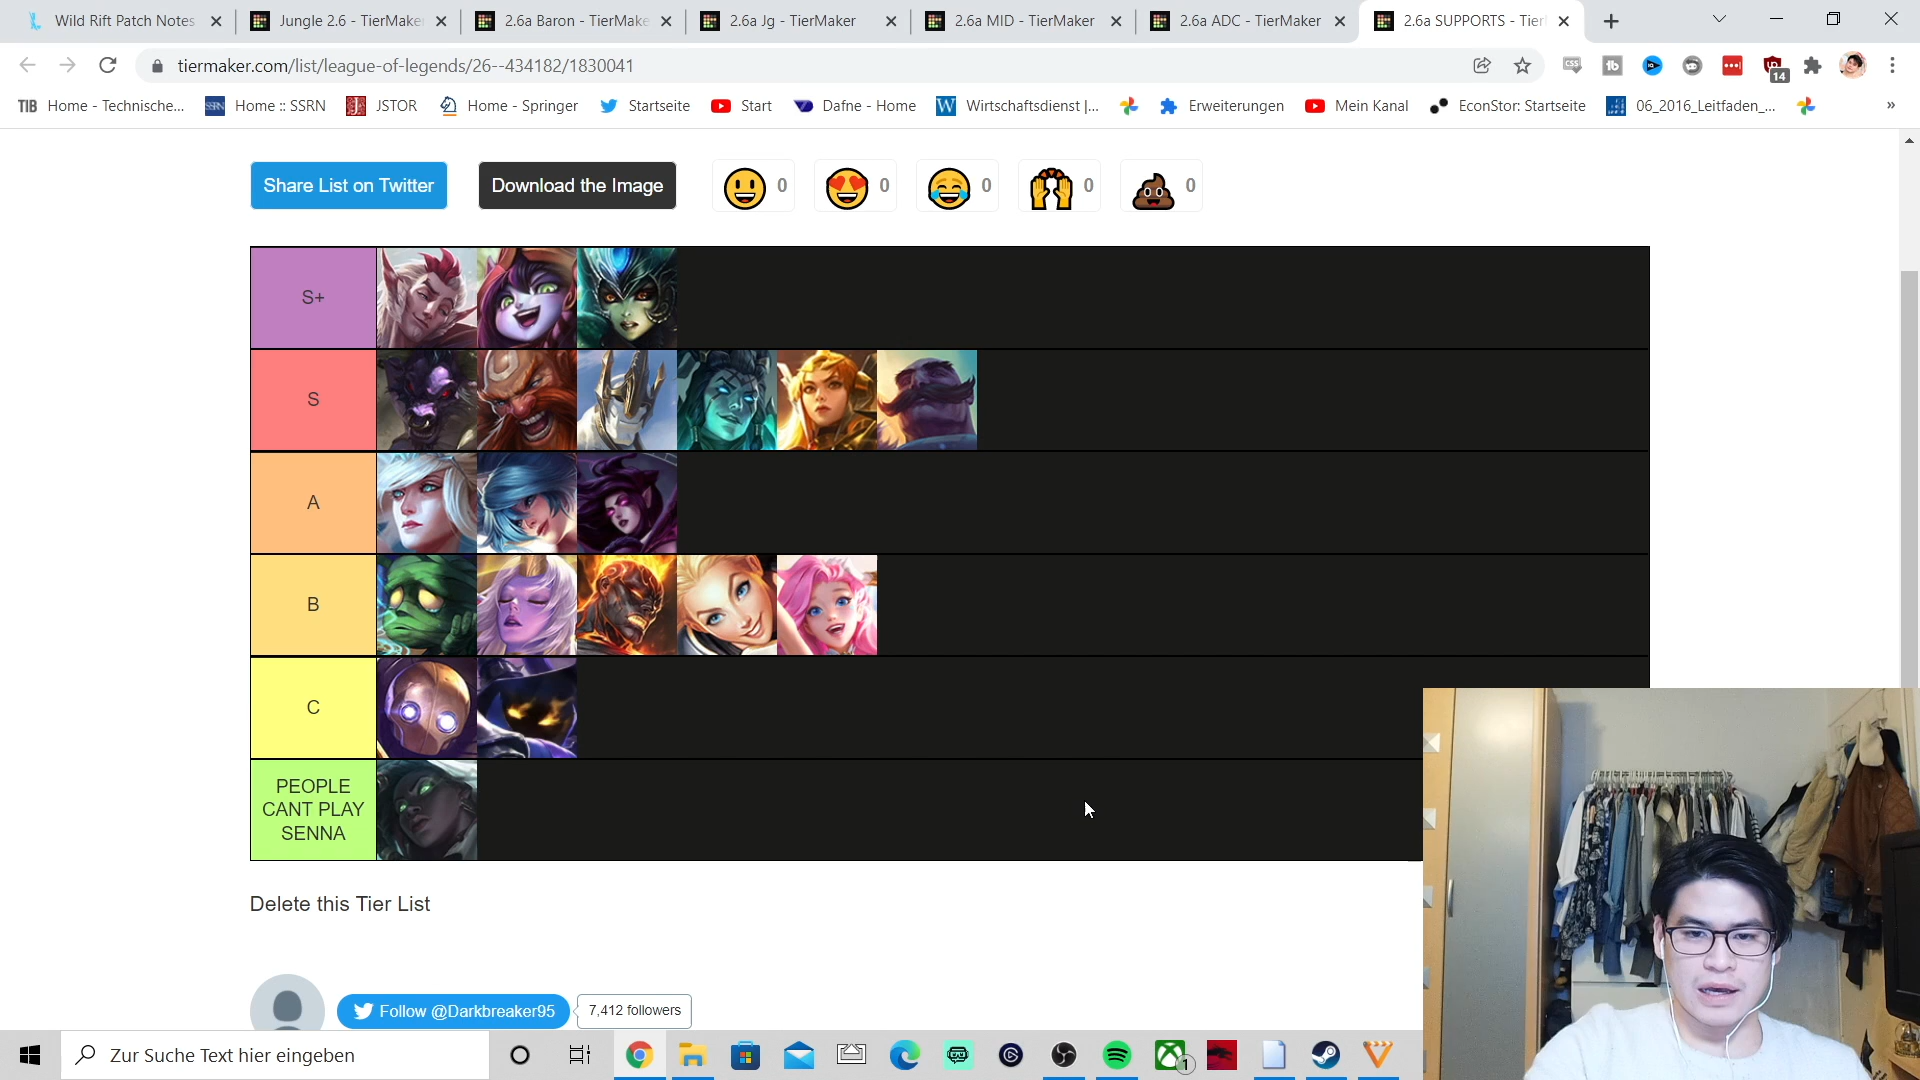 Wild Rift Patch Notes
Jungle 2.6 - TierMaker
2.6a Baron - TierMake
2.6a Jg - TierMaker
2.6a MID - TierMaker
2.6a ADC - TierMaker
2.6a SUPPORTS - Tier
tiermaker.com/list/league-of-legends/26--434182/1830041
14
Home - Technische...
Home :: SSRN
JSTOR
Home - Springer
Startseite
Start
Dafne - Home
Wirtschaftsdienst |...
Erweiterungen
Mein Kanal
EconStor: Startseite
06_2016_Leitfaden_...
Share List on Twitter
Download the Image
0
0
0
0
0
S+
S
A
B
C
PEOPLE
CANT PLAY
SENNA
Delete this Tier List
Follow @Darkbreaker95
7,412 followers
Zur Suche Text hier eingeben
1